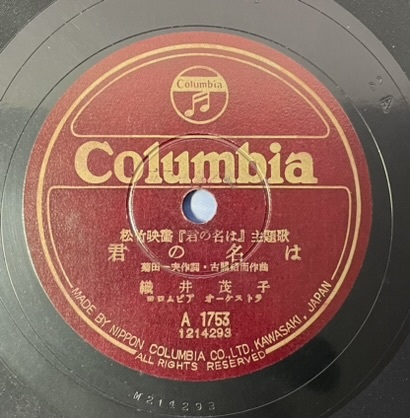 Columbia
Columbia
松竹映畫『君の名は』主題歌
君の名は
菊田一夫作詞・古關裕而作曲
織井茂子
コロムビア オーケストラ
A 1753
1214293
MADE BY NIPPON COLUMBIA CO., LTD. KAWASAKI, JAPAN
ALL RIGHTS RESERVED
M214293